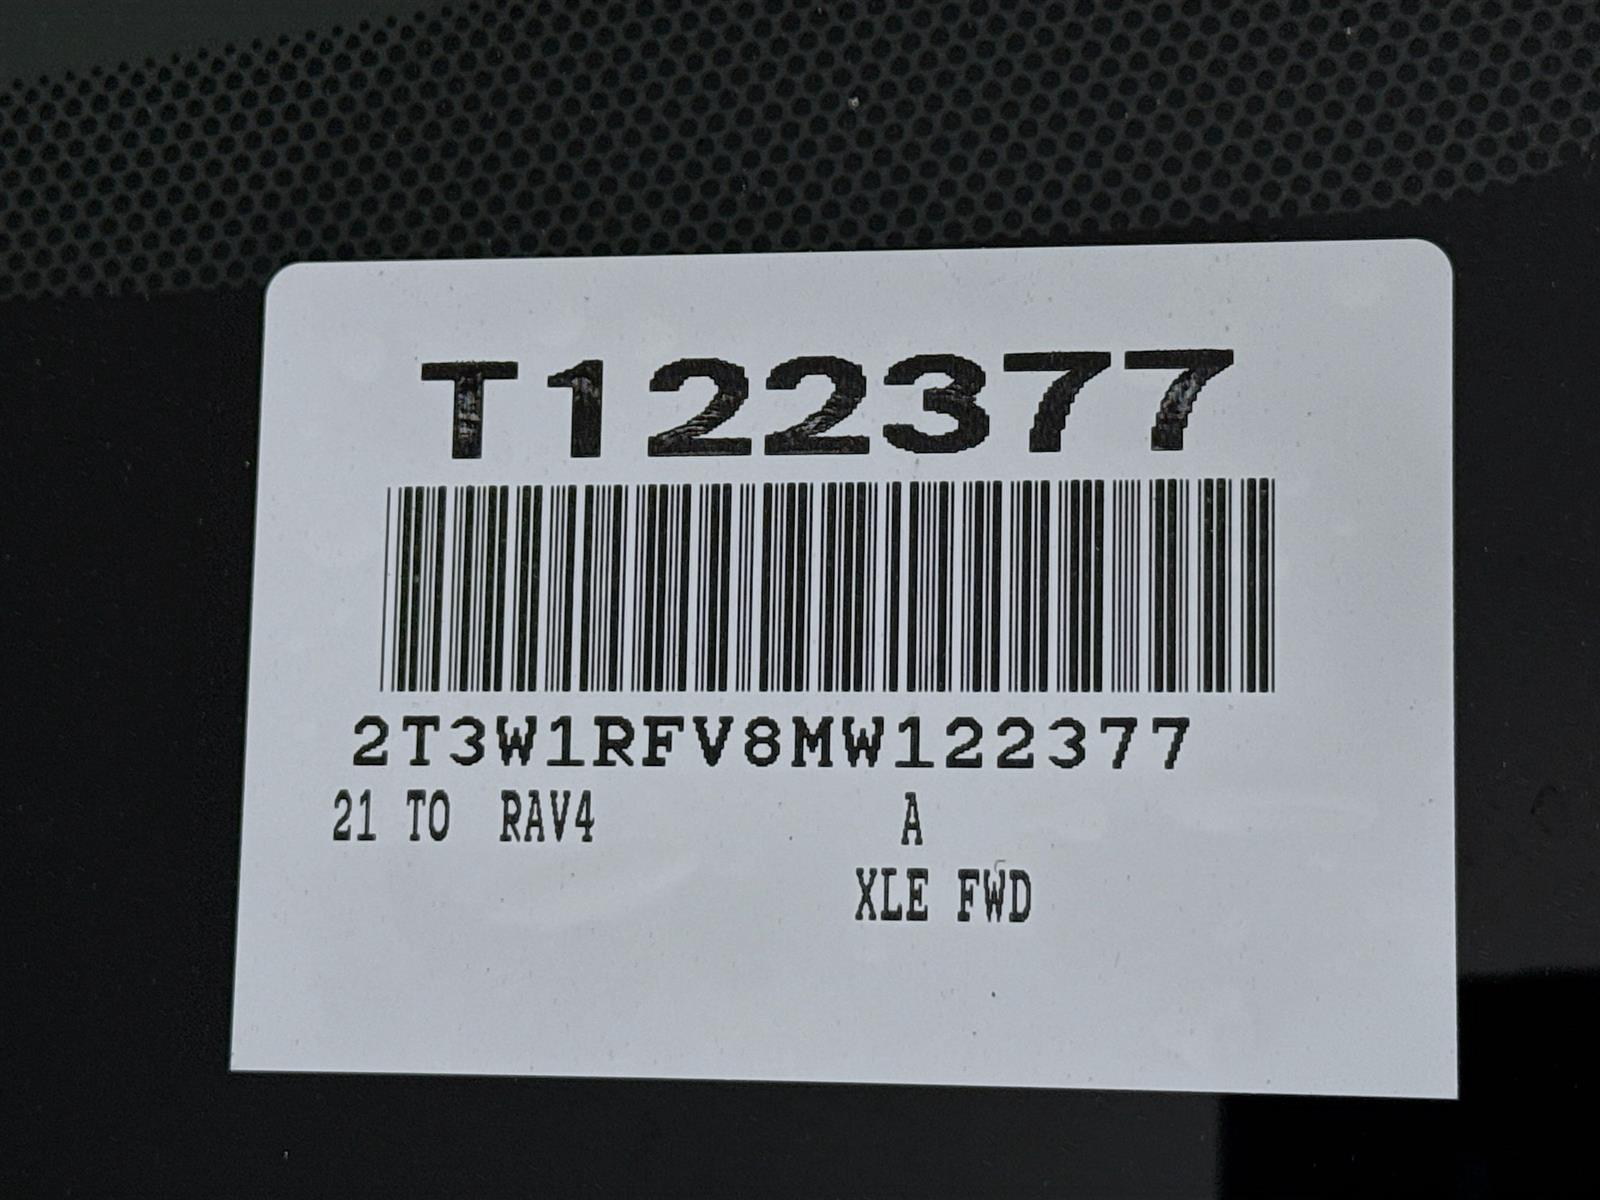 T122377
2T3W1RFV8MW122377
21 TO RAV4 A
XLE FWD